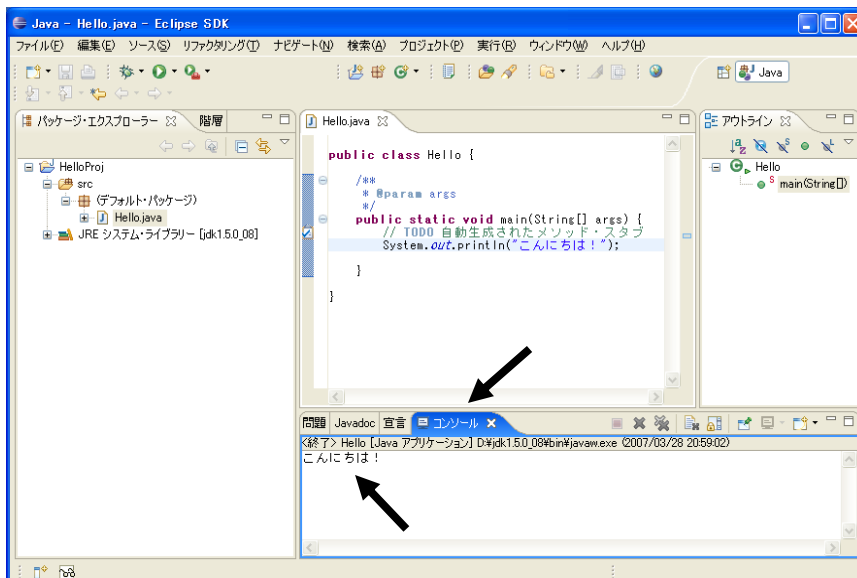 Java - Hello.java - Eclipse SDK
ファイル(F) 編集(E) ソース(S) リファクタリング(T) ナビゲート(N) 検索(A) プロジェクト(P) 実行(R) ウィンドウ(W) ヘルプ(H)
Java
パッケージ・エクスプローラー 階層
HelloProj
src
(デフォルト・パッケージ)
Hello.java
JRE システム・ライブラリー [jdk1.5.0_08]
Hello.java
public class Hello {
/**
* @param args
*/
public static void main(String[] args) {
// TODO 自動生成されたメソッド・スタブ
System.out.println("こんにちは！");
}
}
アウトライン
Hello
main(String[])
問題 Javadoc 宣言 コンソール
<終了> Hello [Java アプリケーション] D:¥jdk1.5.0_08¥bin¥javaw.exe (2007/03/28 20:59:02)
こんにちは！